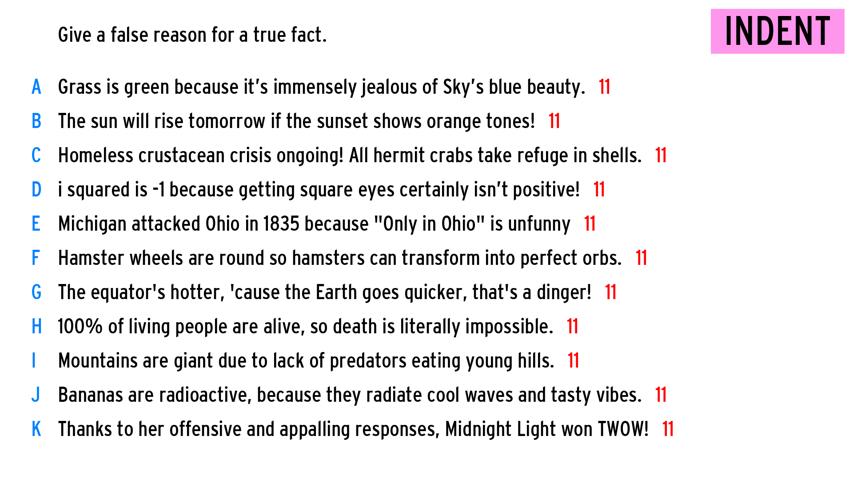 Give a false reason for a true fact.
INDENT
A Grass is green because it's immensely jealous of Sky's blue beauty. 11
B The sun will rise tomorrow if the sunset shows orange tones! 11
C Homeless crustacean crisis ongoing! All hermit crabs take refuge in shells. 11
D i squared is -1 because getting square eyes certainly isn't positive! 11
E Michigan attacked Ohio in 1835 because "Only in Ohio" is unfunny 11
F Hamster wheels are round so hamsters can transform into perfect orbs. 11
G The equator's hotter, 'cause the Earth goes quicker, that's a dinger! 11
H 100% of living people are alive, so death is literally impossible. 11
I Mountains are giant due to lack of predators eating young hills. 11
J Bananas are radioactive, because they radiate cool waves and tasty vibes. 11
K Thanks to her offensive and appalling responses, Midnight Light won TWOW! 11